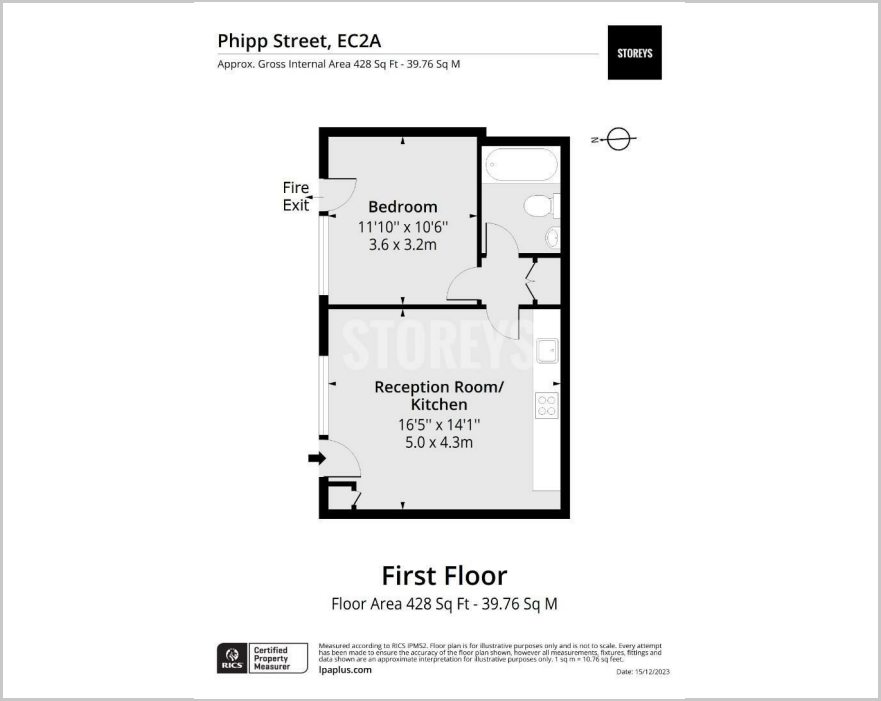 Phipp Street, EC2A
Approx. Gross Internal Area 428 Sq Ft - 39.76 Sq M
STOREYS
N
Fire
Exit
Bedroom
11'10'' x 10'6''
3.6 x 3.2m
STOREYS
Reception Room/
Kitchen
16'5'' x 14'1''
5.0 x 4.3m
First Floor
Floor Area 428 Sq Ft - 39.76 Sq M
RICS
Certified
Property
Measurer
Measured according to RICS IPMS2. Floor plan is for illustrative purposes only and is not to scale. Every attempt
has been made to ensure the accuracy of the floor plan shown, however all measurements, fixtures, fittings and
data shown are an approximate interpretation for illustrative purposes only. 1 sq m = 10.76 sq feet.
lpaplus.com
Date: 15/12/2023